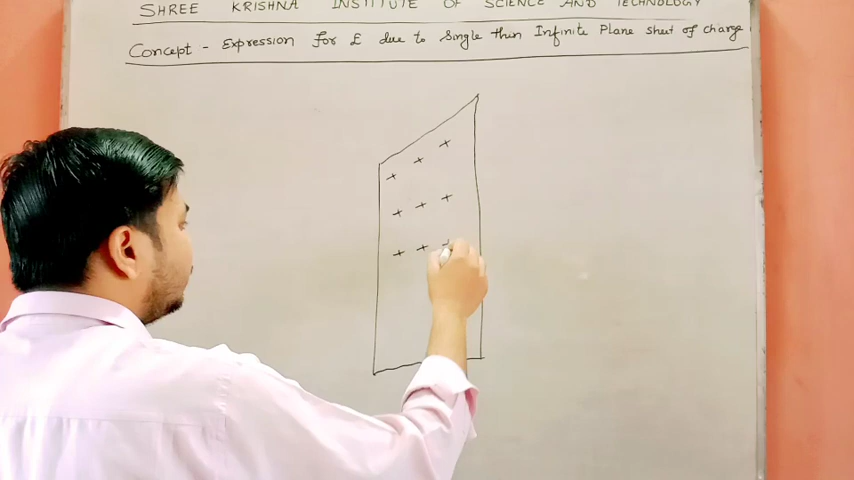 SHREE KRISHNA INSTITUTE OF SCIENCE AND TECHNOLOGY
Concept - Expression for E due to Single thin Infinite Plane sheet of charge
+ + +
+ + +
+ + +